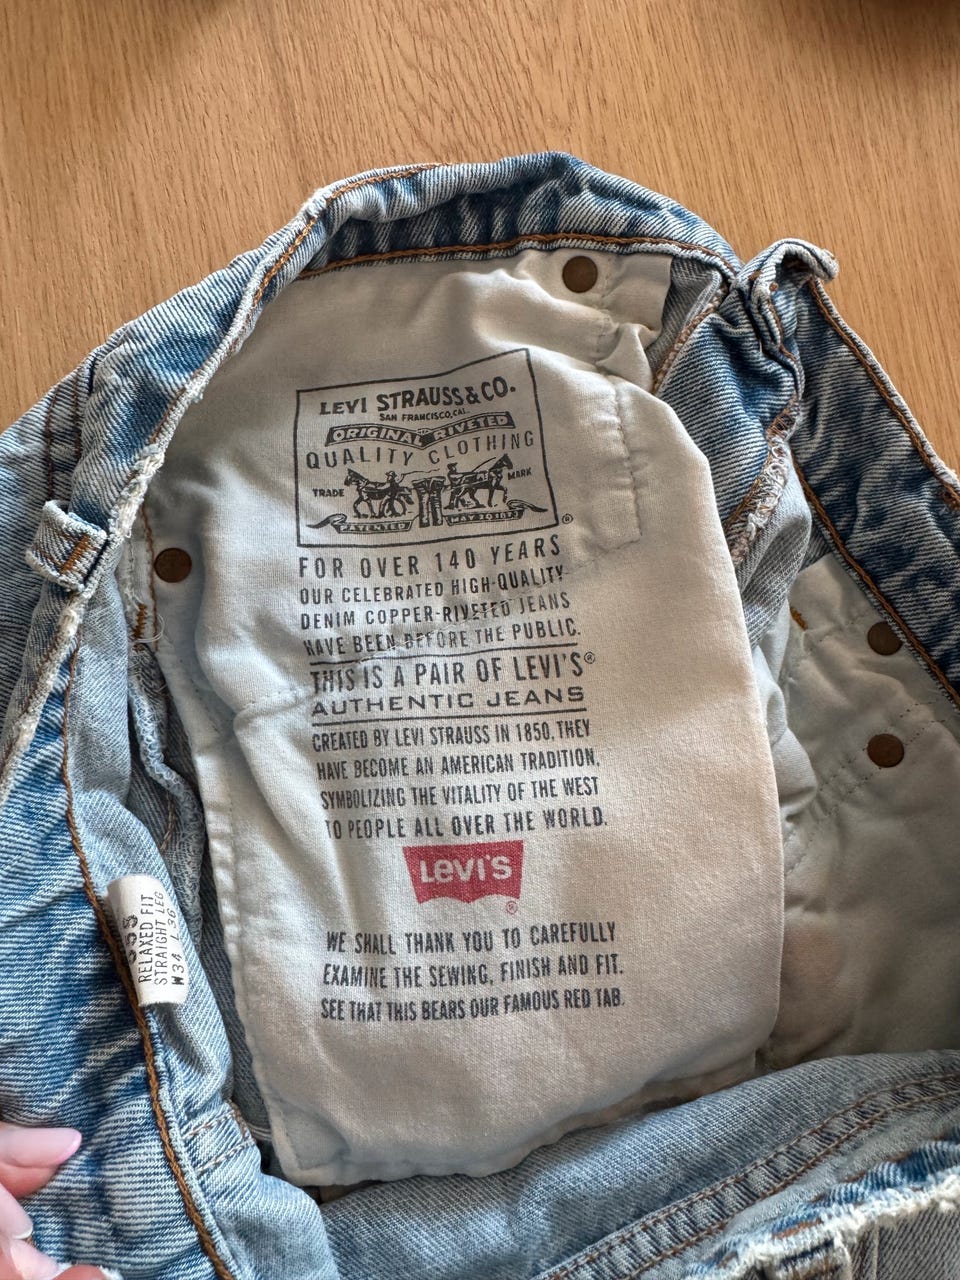 LEVI STRAUSS & CO.
SAN FRANCISCO, CAL.
ORIGINAL RIVETED
QUALITY CLOTHING
TRADE MARK
PATENTED MAY 20 1873
®
FOR OVER 140 YEARS
OUR CELEBRATED HIGH-QUALITY
DENIM COPPER-RIVETED JEANS
HAVE BEEN BEFORE THE PUBLIC.
THIS IS A PAIR OF LEVI'S®
AUTHENTIC JEANS
CREATED BY LEVI STRAUSS IN 1850, THEY
HAVE BECOME AN AMERICAN TRADITION,
SYMBOLIZING THE VITALITY OF THE WEST
TO PEOPLE ALL OVER THE WORLD.
LEVI'S
®
WE SHALL THANK YOU TO CAREFULLY
EXAMINE THE SEWING, FINISH AND FIT.
SEE THAT THIS BEARS OUR FAMOUS RED TAB.
RELAXED FIT
STRAIGHT LEG
W34 L36